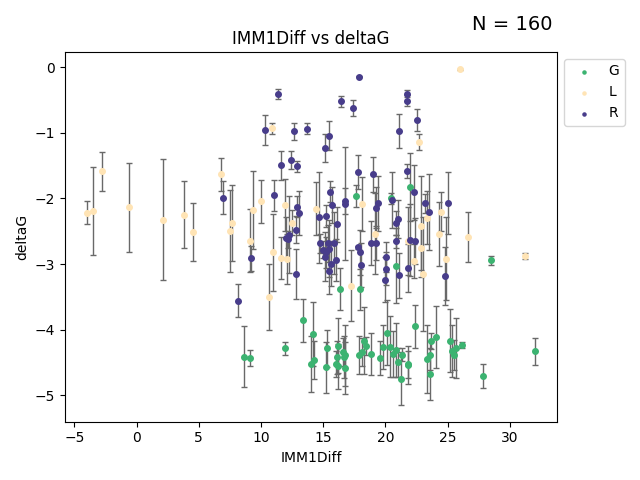 N = 160
IMM1Diff vs deltaG
G
L
R
0
−1
−2
−3
−4
−5
deltaG
−5 0 5 10 15 20 25 30
IMM1Diff